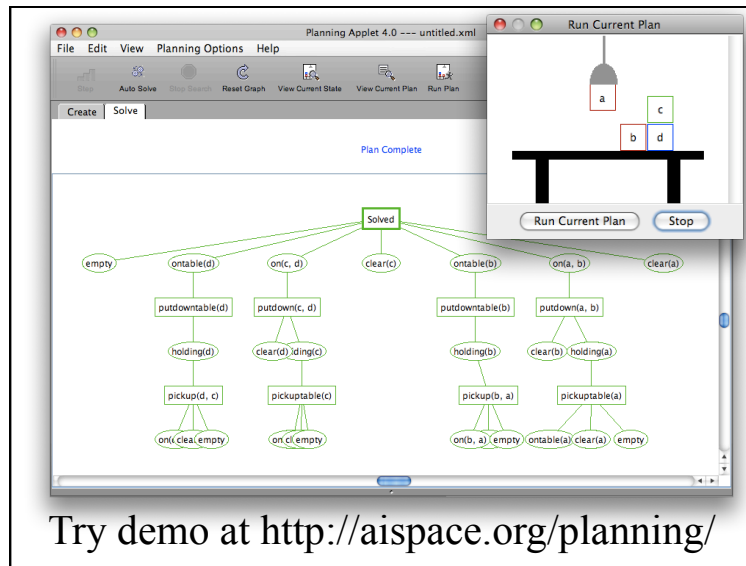 Planning Applet 4.0 --- untitled.xml
File Edit View Planning Options Help
Step Auto Solve Stop Search Reset Graph View Current State View Current Plan Run Plan
Create Solve
Plan Complete
Run Current Plan
a
c
b d
Run Current Plan Stop
Solved
empty ontable(d) on(c, d) clear(c) ontable(b) on(a, b) clear(a)
putdowntable(d) putdown(c, d) putdowntable(b) putdown(a, b)
holding(d) clear(d) ding(c) holding(b) clear(b) holding(a)
pickup(d, c) pickuptable(c) pickup(b, a) pickuptable(a)
on( clea empty empty on(b, a) empty ontable(a) clear(a) empty
Try demo at http://aispace.org/planning/